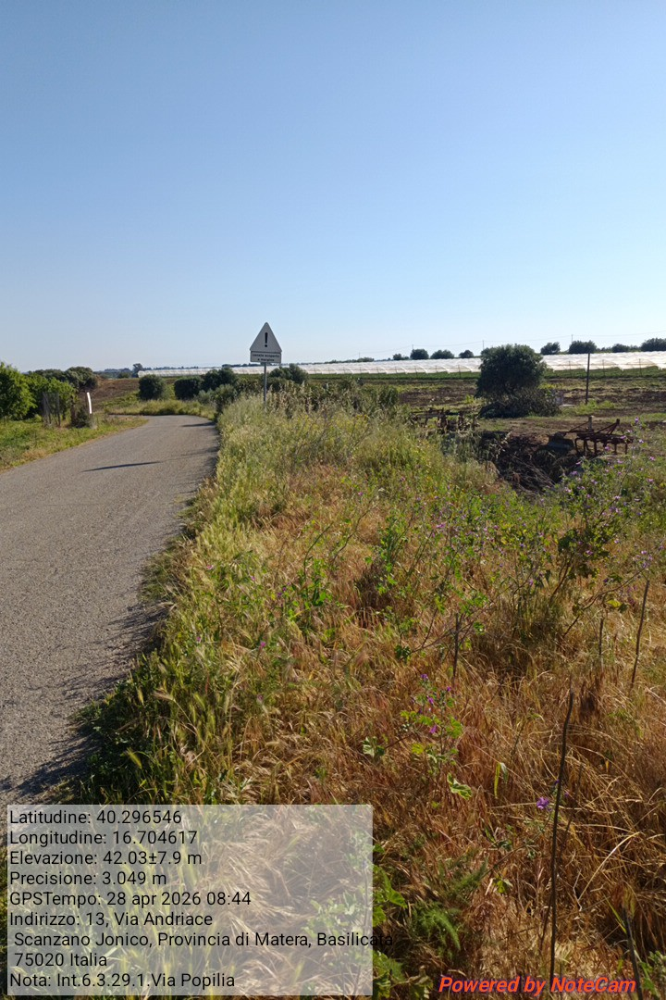 !
Latitudine: 40.296546
Longitudine: 16.704617
Elevazione: 42.03±7.9 m
Precisione: 3.049 m
GPSTempo: 28 apr 2026 08:44
Indirizzo: 13, Via Andriace
Scanzano Jonico, Provincia di Matera, Basilicata
75020 Italia
Nota: Int.6.3.29.1.Via Popilia
Powered by NoteCam